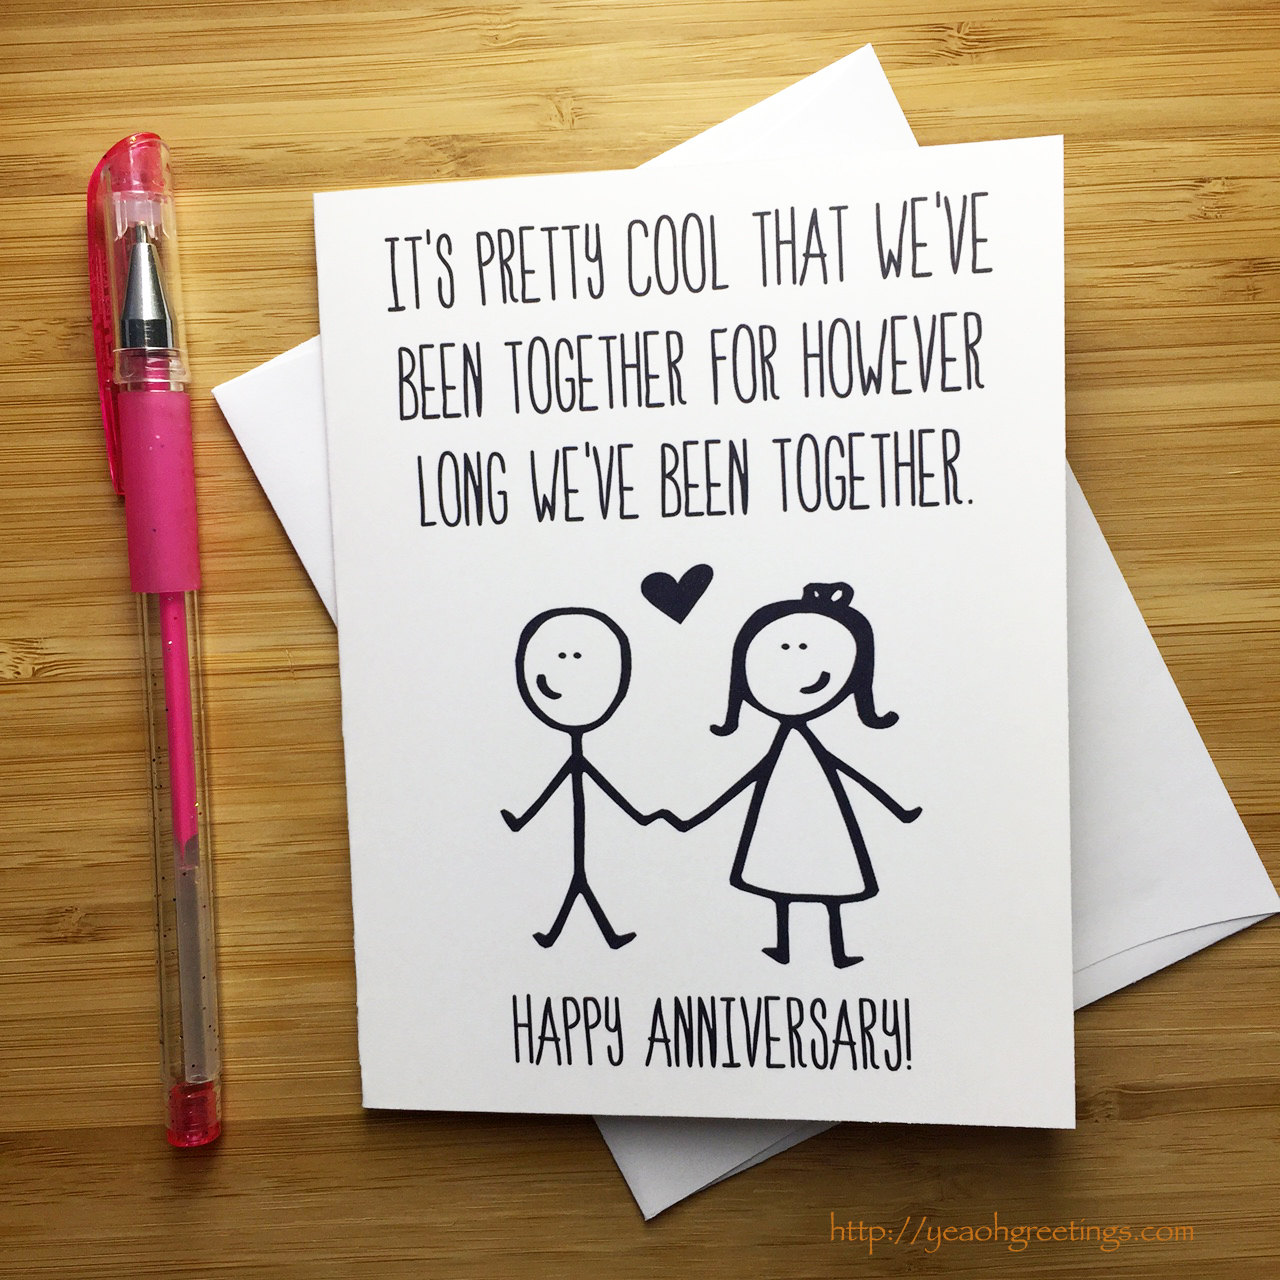 IT'S PRETTY COOL THAT WE'VE
BEEN TOGETHER FOR HOWEVER
LONG WE'VE BEEN TOGETHER.
HAPPY ANNIVERSARY!
http://yeaohgreetings.com